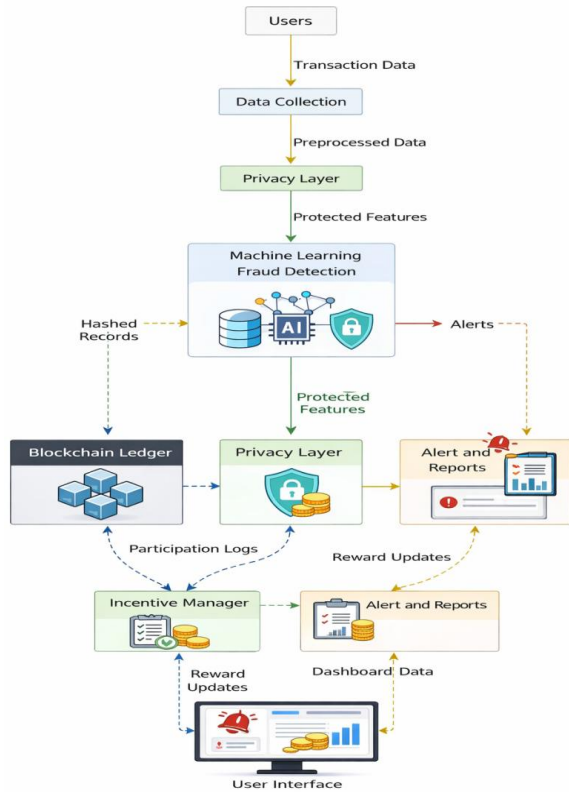 Users
Transaction Data
Data Collection
Preprocessed Data
Privacy Layer
Protected Features
Machine Learning
Fraud Detection
AI
Hashed
Records
Alerts
Protected
Features
Blockchain Ledger
Privacy Layer
Alert and
Reports
Participation Logs
Reward Updates
Incentive Manager
Alert and Reports
Reward
Updates
Dashboard Data
User Interface